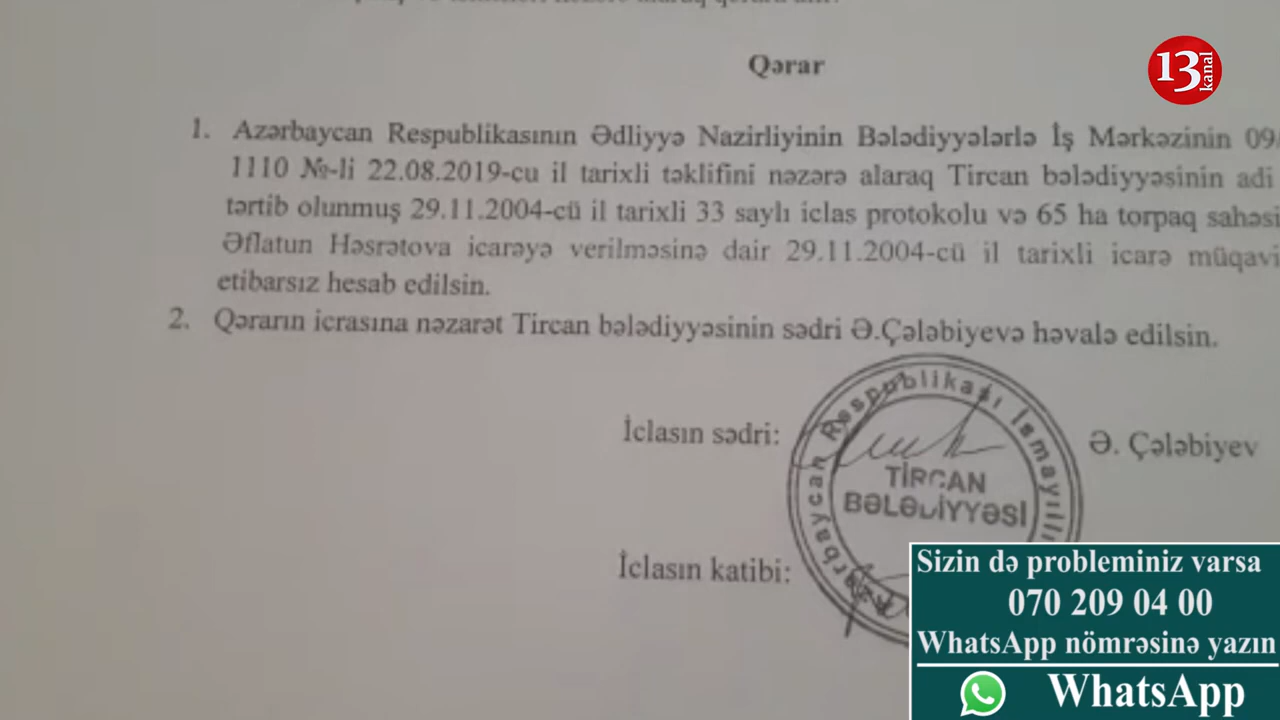 Qərar
13 kanal
1. Azərbaycan Respublikasının Ədliyyə Nazirliyinin Bələdiyyələrlə İş Mərkəzinin 09
1110 №-li 22.08.2019-cu il tarixli təklifini nəzərə alaraq Tircan bələdiyyəsinin adi
tərtib olunmuş 29.11.2004-cü il tarixli 33 saylı iclas protokolu və 65 ha torpaq sahəsi
Əflatun Həsrətova icarəyə verilməsinə dair 29.11.2004-cü il tarixli icarə müqavi
etibarsız hesab edilsin.
2. Qərarın icrasına nəzarət Tircan bələdiyyəsinin sədri Ə.Çələbiyevə həvalə edilsin.
İclasın sədri:
Ə. Çələbiyev
Azərbaycan Respublikası İsmayıllı
TİRCAN
BƏLƏDİYYƏSİ
İclasın katibi:
Sizin də probleminiz varsa
070 209 04 00
WhatsApp nömrəsinə yazın
WhatsApp